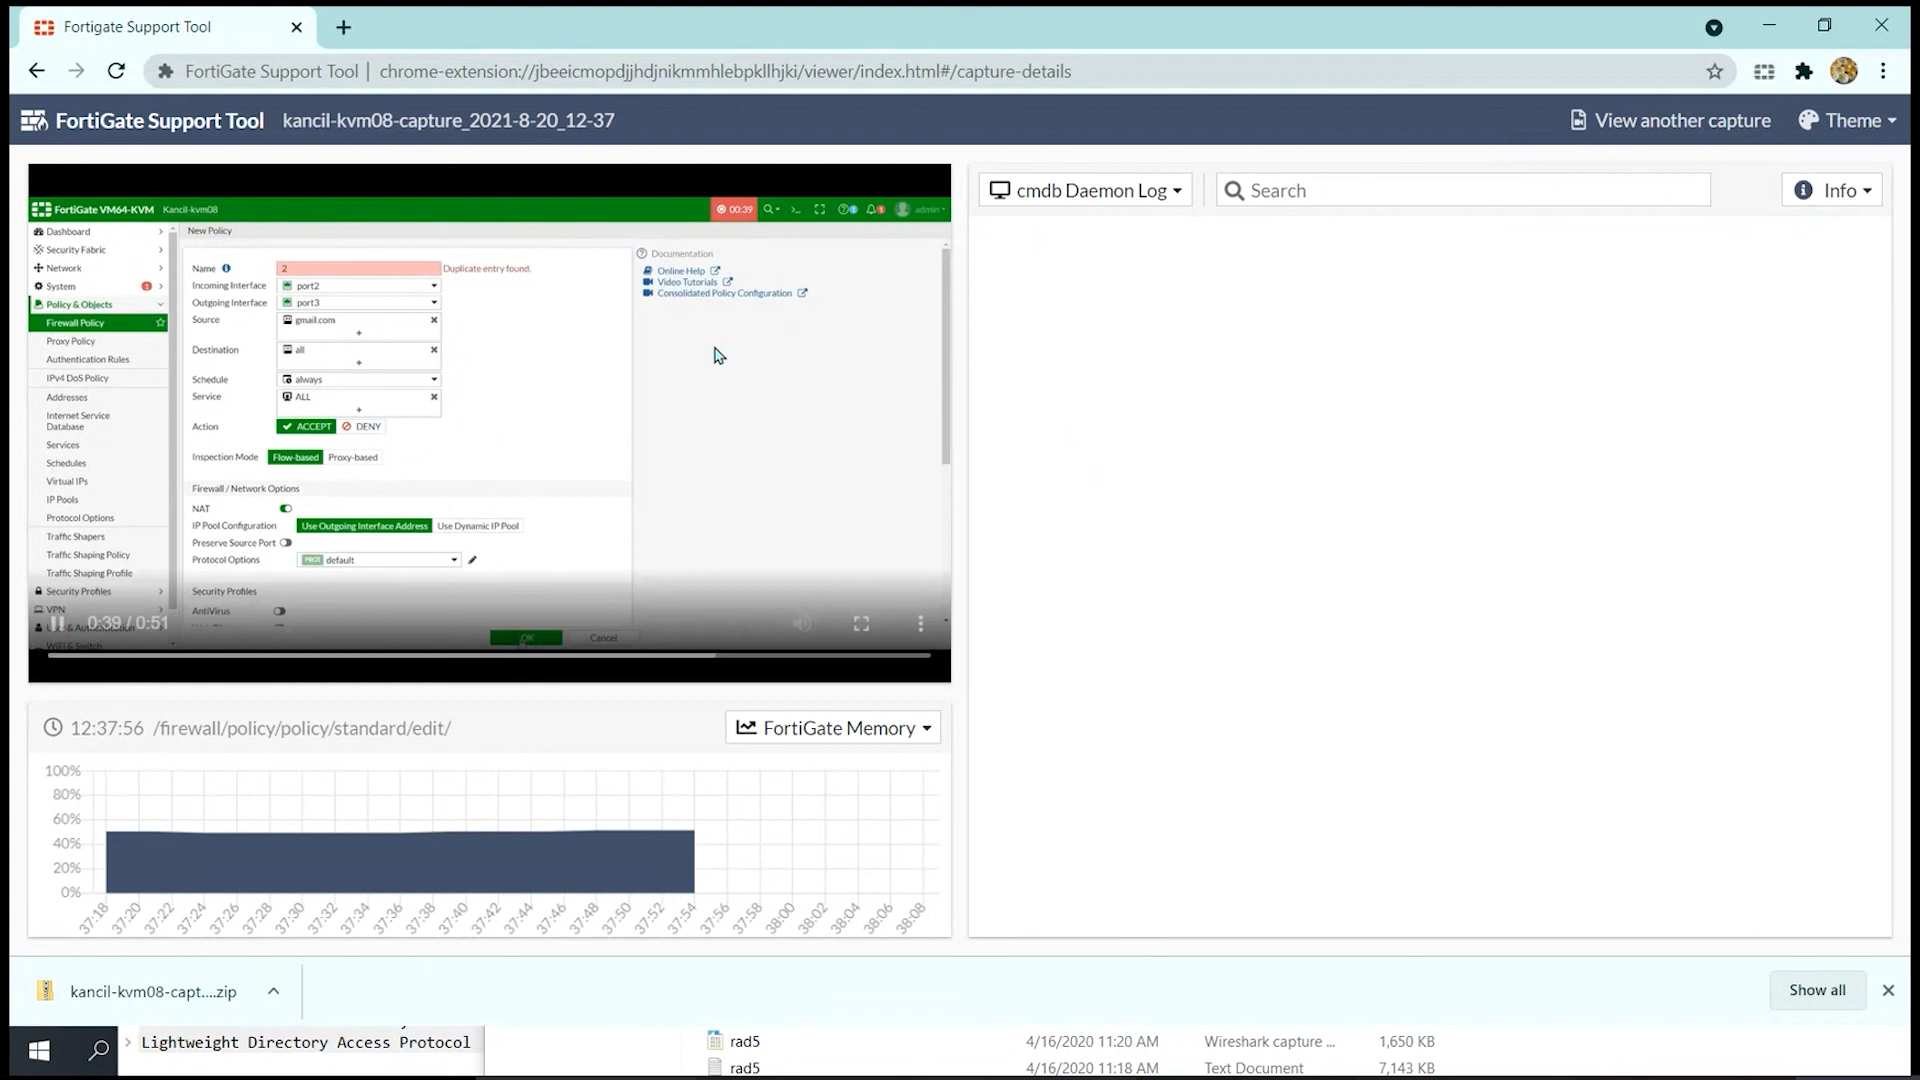 Fortigate Support Tool
FortiGate Support Tool | chrome-extension://jbeeicmopdjjhdjnikmmhlebpkllhjki/viewer/index.html#/capture-details
FortiGate Support Tool kancil-kvm08-capture_2021-8-20_12-37 View another capture Theme
cmdb Daemon Log Search Info
FortiGate VM64-KVM Kancil-kvm08 00:39 admin
Dashboard
Security Fabric
Network
System 1
Policy & Objects
Firewall Policy
Proxy Policy
Authentication Rules
IPv4 DoS Policy
Addresses
Internet Service
Database
Services
Schedules
Virtual IPs
IP Pools
Protocol Options
Traffic Shapers
Traffic Shaping Policy
Traffic Shaping Profile
Security Profiles
VPN
WiFi & Switch
New Policy
Name 2 Duplicate entry found.
Incoming Interface port2
Outgoing Interface port3
Source gmail.com
+
Destination all
+
Schedule always
Service ALL
+
Action ACCEPT DENY
Inspection Mode Flow-based Proxy-based
Firewall / Network Options
NAT
IP Pool Configuration Use Outgoing Interface Address Use Dynamic IP Pool
Preserve Source Port
Protocol Options PROT default
Security Profiles
AntiVirus
OK Cancel
Documentation
Online Help
Video Tutorials
Consolidated Policy Configuration
0:39 / 0:51
12:37:56 /firewall/policy/policy/standard/edit/ FortiGate Memory
100%
80%
60%
40%
20%
0%
37:18 37:20 37:22 37:24 37:26 37:28 37:30 37:32 37:34 37:36 37:38 37:40 37:42 37:44 37:46 37:48 37:50 37:52 37:54 37:56 37:58 38:00 38:02 38:04 38:06 38:08
kancil-kvm08-capt....zip Show all
Lightweight Directory Access Protocol
rad5 4/16/2020 11:20 AM Wireshark capture ... 1,650 KB
rad5 4/16/2020 11:18 AM Text Document 7,143 KB